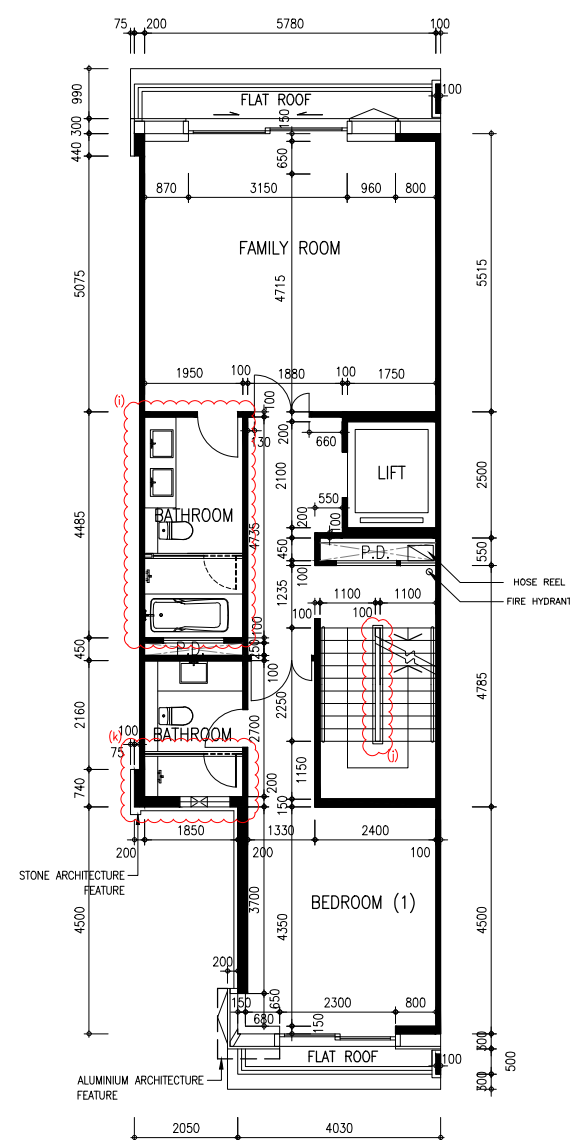 75 200 5780 100
990
FLAT ROOF
100
300
150
440
650
870 3150 960 800
FAMILY ROOM
5075
4715
5515
1950 100 1880 100 1750
(i)
100
200
130
660
2100
LIFT
2500
4485
BATHROOM
550
4735
200
100
450
P.D.
550
HOSE REEL
100
1235
FIRE HYDRANT
1100 1100
100
100
450
P.D.
250
100
4785
2160
2250
(k)
100
BATHROOM
2700
75
(j)
1150
740
200
150
1850 1330 2400
200 200 100
STONE ARCHITECTURE
FEATURE
3700
BEDROOM (1)
4350
4500
4500
200
150
650
2300 800
680
150
300
FLAT ROOF
100
500
300
ALUMINIUM ARCHITECTURE
FEATURE
2050 4030